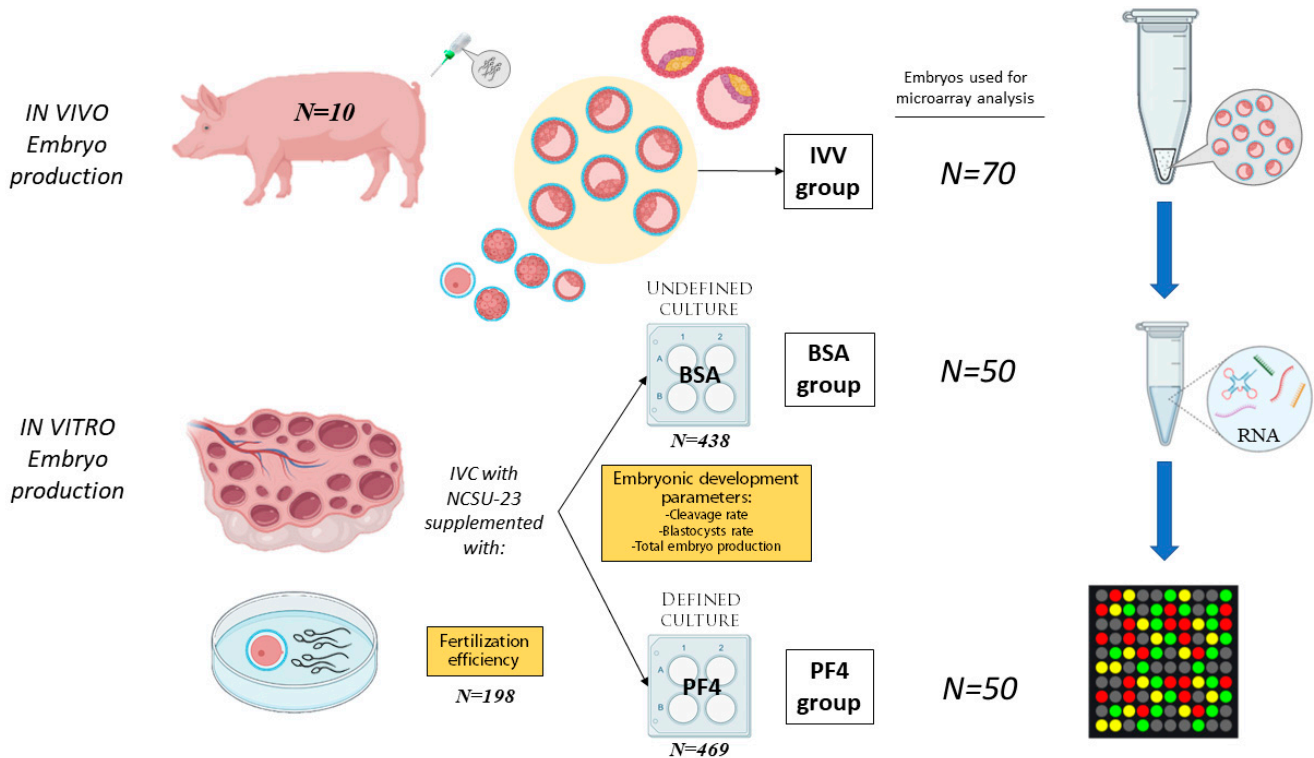 IN VIVO
Embryo
production
N=10
Embryos used for
microarray analysis
IVV
group
N=70
UNDEFINED
CULTURE
1 2
A
B
BSA
N=438
BSA
group
N=50
RNA
IN VITRO
Embryo
production
IVC with
NCSU-23
supplemented
with:
Embryonic development
parameters:
-Cleavage rate
-Blastocysts rate
-Total embryo production
Fertilization
efficiency
N=198
DEFINED
CULTURE
1 2
A
B
PF4
N=469
PF4
group
N=50